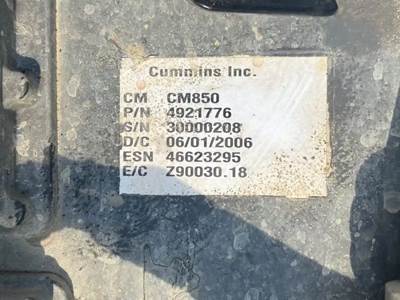 Cummins Inc.
CM CM850
P/N 4921776
S/N 30000208
D/C 06/01/2006
ESN 46623295
E/C Z90030.18